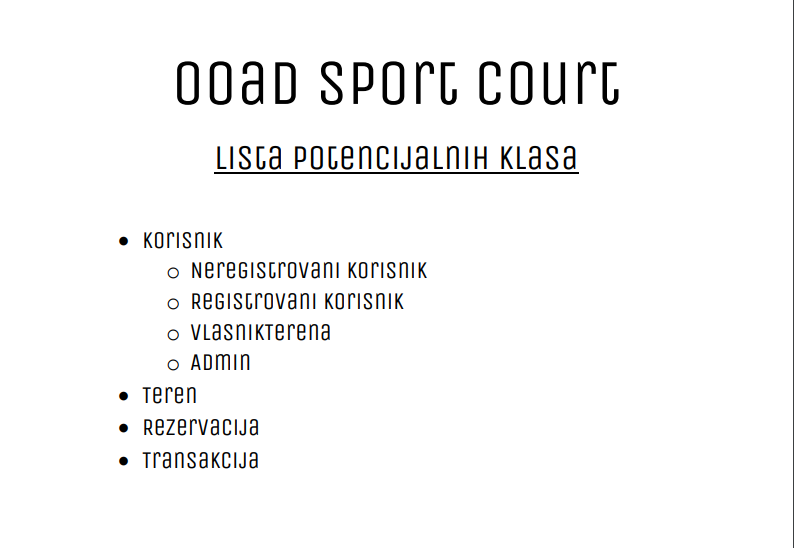 OOAD Sport Court
Lista potencijalnih klasa
Korisnik
Neregistrovani korisnik
Registrovani korisnik
VlasnikTerena
Admin
Teren
Rezervacija
Transakcija